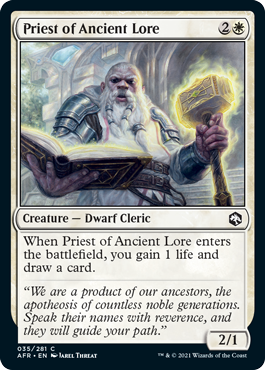 Priest of Ancient Lore 2
Creature — Dwarf Cleric
When Priest of Ancient Lore enters
the battlefield, you gain 1 life and
draw a card.
“We are a product of our ancestors, the
apotheosis of countless noble generations.
Speak their names with reverence, and
they will guide your path.”
2/1
035/281 C
AFR • EN JAREL THREAT
™ & © 2021 Wizards of the Coast